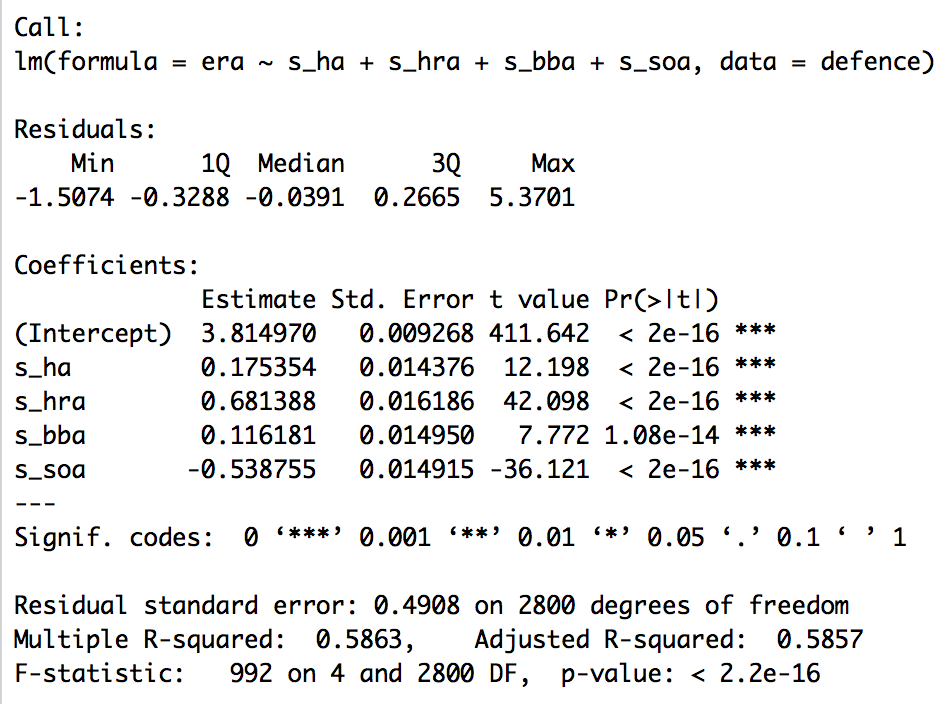 Call:
lm(formula = era ~ s_ha + s_hra + s_bba + s_soa, data = defence)
Residuals:
    Min      1Q  Median      3Q     Max
-1.5074 -0.3288 -0.0391  0.2665  5.3701
Coefficients:
             Estimate Std. Error t value Pr(>|t|)
(Intercept)  3.814970   0.009268 411.642  < 2e-16 ***
s_ha         0.175354   0.014376  12.198  < 2e-16 ***
s_hra        0.681388   0.016186  42.098  < 2e-16 ***
s_bba        0.116181   0.014950   7.772 1.08e-14 ***
s_soa       -0.538755   0.014915 -36.121  < 2e-16 ***
---
Signif. codes:  0 ‘***’ 0.001 ‘**’ 0.01 ‘*’ 0.05 ‘.’ 0.1 ‘ ’ 1
Residual standard error: 0.4908 on 2800 degrees of freedom
Multiple R-squared:  0.5863,    Adjusted R-squared:  0.5857
F-statistic:   992 on 4 and 2800 DF,  p-value: < 2.2e-16